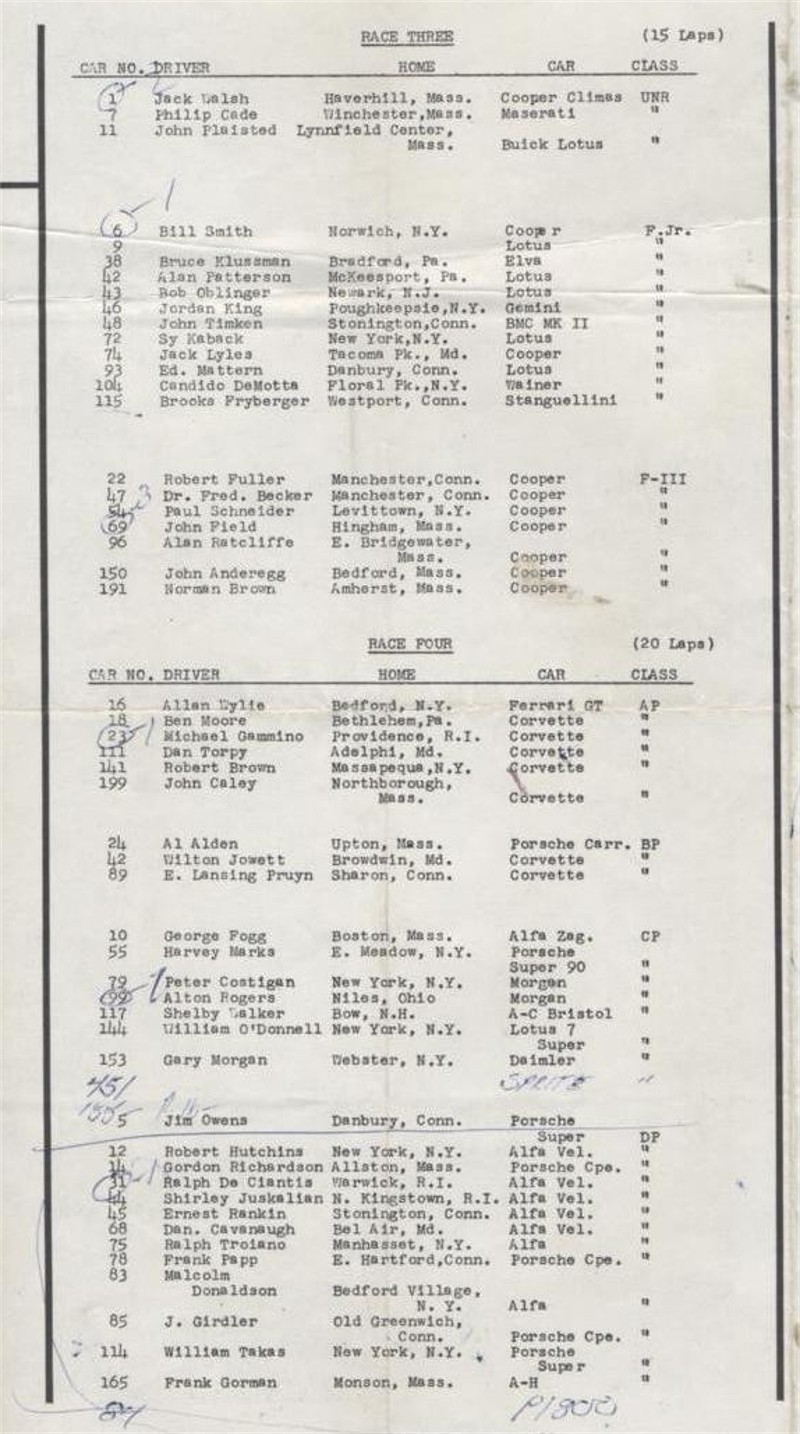 RACE THREE (15 Laps)
CAR NO. DRIVER HOME CAR CLASS
1 Jack Walsh Haverhill, Mass. Cooper Climas UNR
7 Philip Cade Winchester,Mass. Maserati "
11 John Plaisted Lynnfield Center,
Mass. Buick Lotus "
6 Bill Smith Norwich, N.Y. Cooper F.Jr.
9 Lotus "
38 Bruce Klussman Bradford, Pa. Elva "
42 Alan Patterson McKeesport, Pa. Lotus "
43 Bob Oblinger Newark, N.J. Lotus "
46 Jordan King Poughkeepsie,N.Y. Gemini "
48 John Timken Stonington,Conn. BMC MK II "
72 Sy Kaback New York,N.Y. Lotus "
74 Jack Lyles Tacoma Pk., Md. Cooper "
93 Ed. Mattern Danbury, Conn. Lotus "
104 Candido DeMotta Floral Pk.,N.Y. Wainer "
115 Brooks Fryberger Westport, Conn. Stanguellini "
22 Robert Fuller Manchester,Conn. Cooper F-III
47 Dr. Fred. Becker Manchester, Conn. Cooper "
54 Paul Schneider Levittown, N.Y. Cooper "
69 John Field Hingham, Mass. Cooper "
96 Alan Ratcliffe E. Bridgewater,
Mass. Cooper "
150 John Anderegg Bedford, Mass. Cooper "
191 Norman Brown Amherst, Mass. Cooper "
RACE FOUR (20 Laps)
CAR NO. DRIVER HOME CAR CLASS
16 Allan Wylie Bedford, N.Y. Ferrari GT AP
18 Ben Moore Bethlehem,Pa. Corvette "
23 Michael Gammino Providence, R.I. Corvette "
111 Dan Torpy Adelphi, Md. Corvette "
141 Robert Brown Massapequa,N.Y. Corvette "
199 John Caley Northborough,
Mass. Corvette "
24 Al Alden Upton, Mass. Porsche Carr. BP
42 Wilton Jowett Browdwin, Md. Corvette "
89 E. Lansing Pruyn Sharon, Conn. Corvette "
10 George Fogg Boston, Mass. Alfa Zag. CP
55 Harvey Marks E. Meadow, N.Y. Porsche
Super 90 "
79 Peter Costigan New York, N.Y. Morgan "
99 Alton Rogers Niles, Ohio Morgan "
117 Shelby Walker Bow, N.H. A-C Bristol "
144 William O'Donnell New York, N.Y. Lotus 7
Super "
153 Gary Morgan Webster, N.Y. Daimler "
451 SPRITE "
5 Jim Owens Danbury, Conn. Porsche
Super DP
12 Robert Hutchins New York, N.Y. Alfa Vel. "
14 Gordon Richardson Allston, Mass. Porsche Cpe. "
31 Ralph De Ciantis Warwick, R.I. Alfa Vel. "
44 Shirley Juskalian N. Kingstown, R.I. Alfa Vel. "
45 Ernest Rankin Stonington, Conn. Alfa Vel. "
68 Dan. Cavanaugh Bel Air, Md. Alfa Vel. "
75 Ralph Troiano Manhasset, N.Y. Alfa "
78 Frank Papp E. Hartford,Conn. Porsche Cpe. "
83 Malcolm
Donaldson Bedford Village,
N. Y. Alfa "
85 J. Girdler Old Greenwich,
Conn. Porsche Cpe. "
114 William Takas New York, N.Y. Porsche
Super "
165 Frank Gorman Monson, Mass. A-H "
P1800